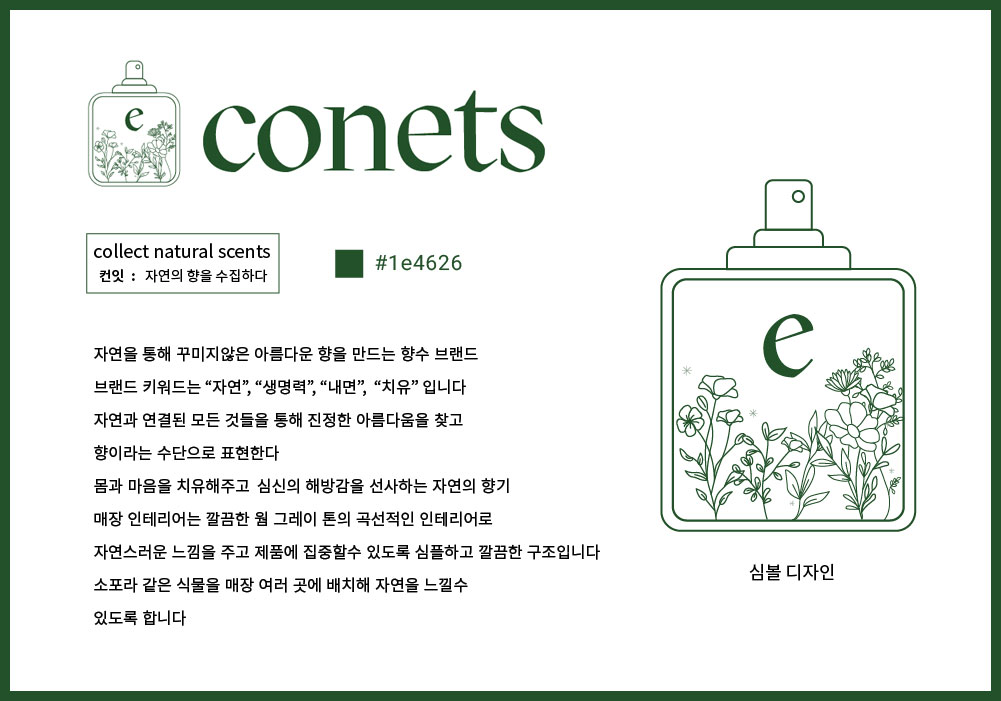 e
conets
collect natural scents
컨잇 : 자연의 향을 수집하다
#1e4626
자연을 통해 꾸미지않은 아름다운 향을 만드는 향수 브랜드
브랜드 키워드는 “자연”, “생명력”, “내면”, “치유” 입니다
자연과 연결된 모든 것들을 통해 진정한 아름다움을 찾고
향이라는 수단으로 표현한다
몸과 마음을 치유해주고 심신의 해방감을 선사하는 자연의 향기
매장 인테리어는 깔끔한 웜 그레이 톤의 곡선적인 인테리어로
자연스러운 느낌을 주고 제품에 집중할수 있도록 심플하고 깔끔한 구조입니다
소포라 같은 식물을 매장 여러 곳에 배치해 자연을 느낄수
있도록 합니다
e
심볼 디자인